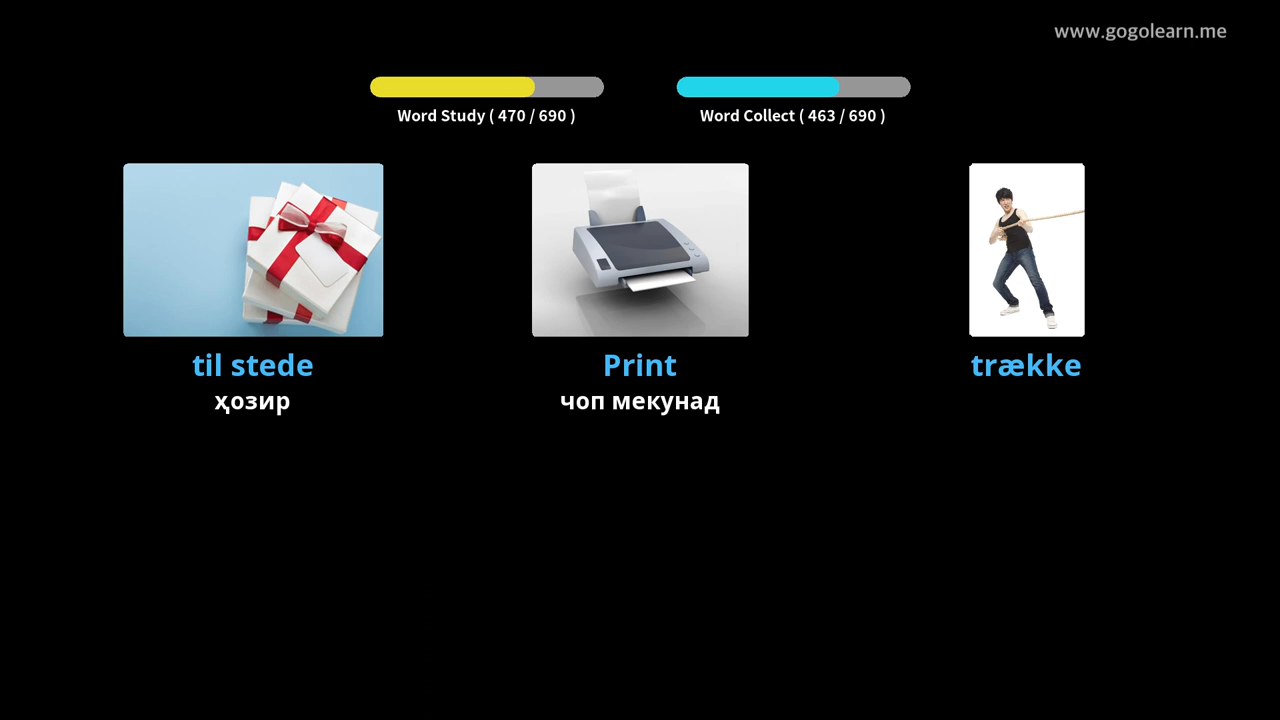 www.gogolearn.me
Word Study ( 470 / 690 )
Word Collect ( 463 / 690 )
til stede
ҳозир
Print
чоп мекунад
trække